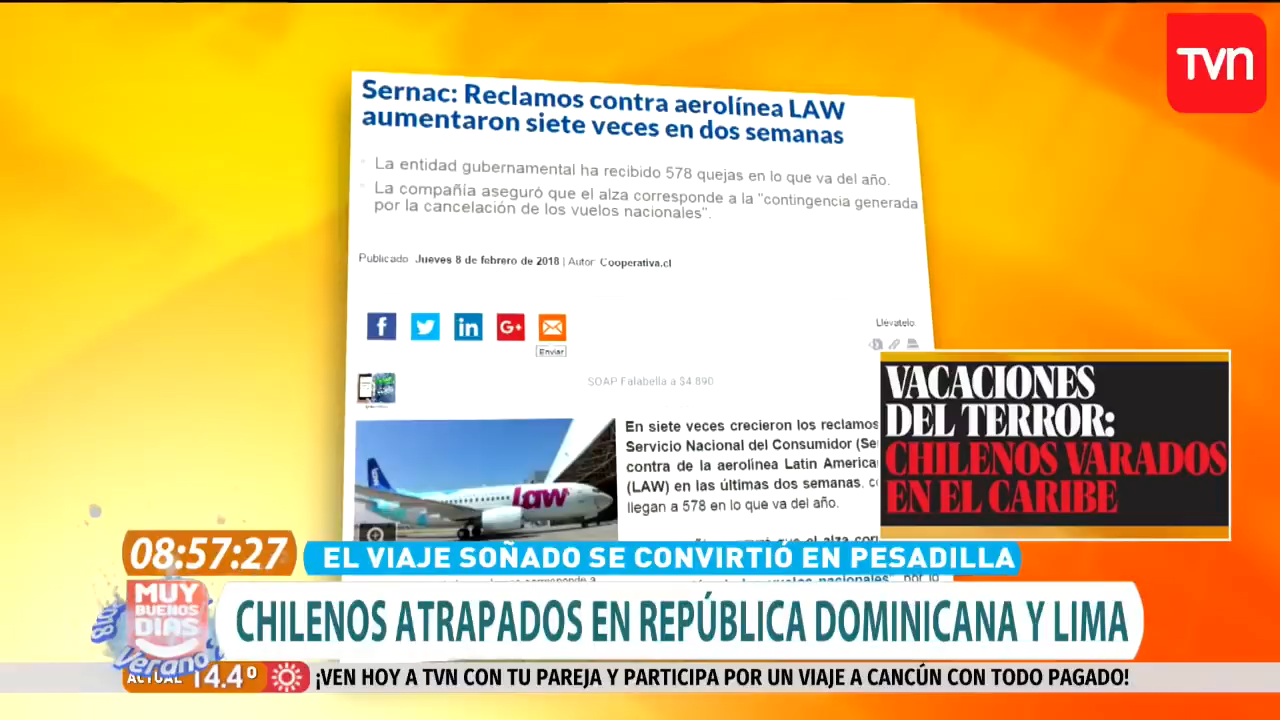 TVN
Sernac: Reclamos contra aerolínea LAW
aumentaron siete veces en dos semanas
La entidad gubernamental ha recibido 578 quejas en lo que va del año.
La compañía aseguró que el alza corresponde a la "contingencia generada
por la cancelación de los vuelos nacionales".
Publicado Jueves 8 de febrero de 2018 | Autor: Cooperativa.cl
Llévatelo:
Enviar
SOAP Falabella a $4.890
En siete veces crecieron los reclamos
Servicio Nacional del Consumidor (Se
contra de la aerolínea Latin America
(LAW) en las últimas dos semanas, c
llegan a 578 en lo que va del año.
law
VACACIONES
DEL TERROR:
CHILENOS VARADOS
EN EL CARIBE
08:57:27
EL VIAJE SOÑADO SE CONVIRTIÓ EN PESADILLA
MUY
BUENOS
DÍAS
Verano
2018
CHILENOS ATRAPADOS EN REPÚBLICA DOMINICANA Y LIMA
ACTUAL 14.4º
¡VEN HOY A TVN CON TU PAREJA Y PARTICIPA POR UN VIAJE A CANCÚN CON TODO PAGADO!